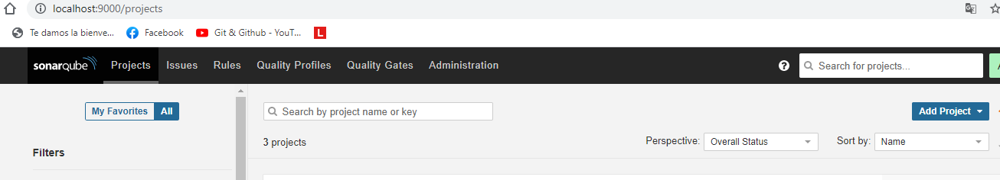 localhost:9000/projects
Te damos la bienve... Facebook Git & Github - YouT... L
sonarqube Projects Issues Rules Quality Profiles Quality Gates Administration ? Search for projects...
My Favorites All Search by project name or key Add Project
3 projects Perspective: Overall Status Sort by: Name
Filters